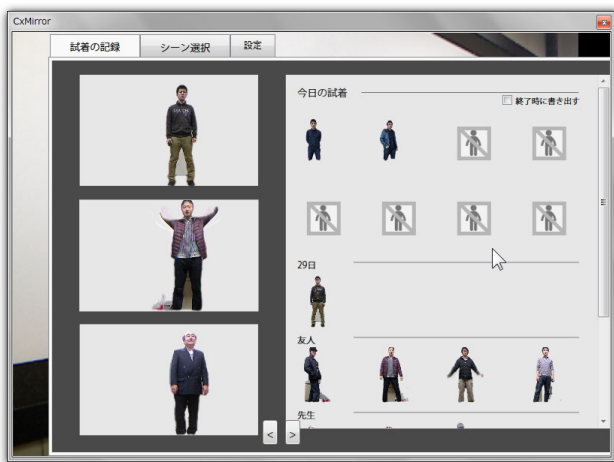 CxMirror
試着の記録
シーン選択
設定
今日の試着
終了時に書き出す
29日
友人
先生
<
>